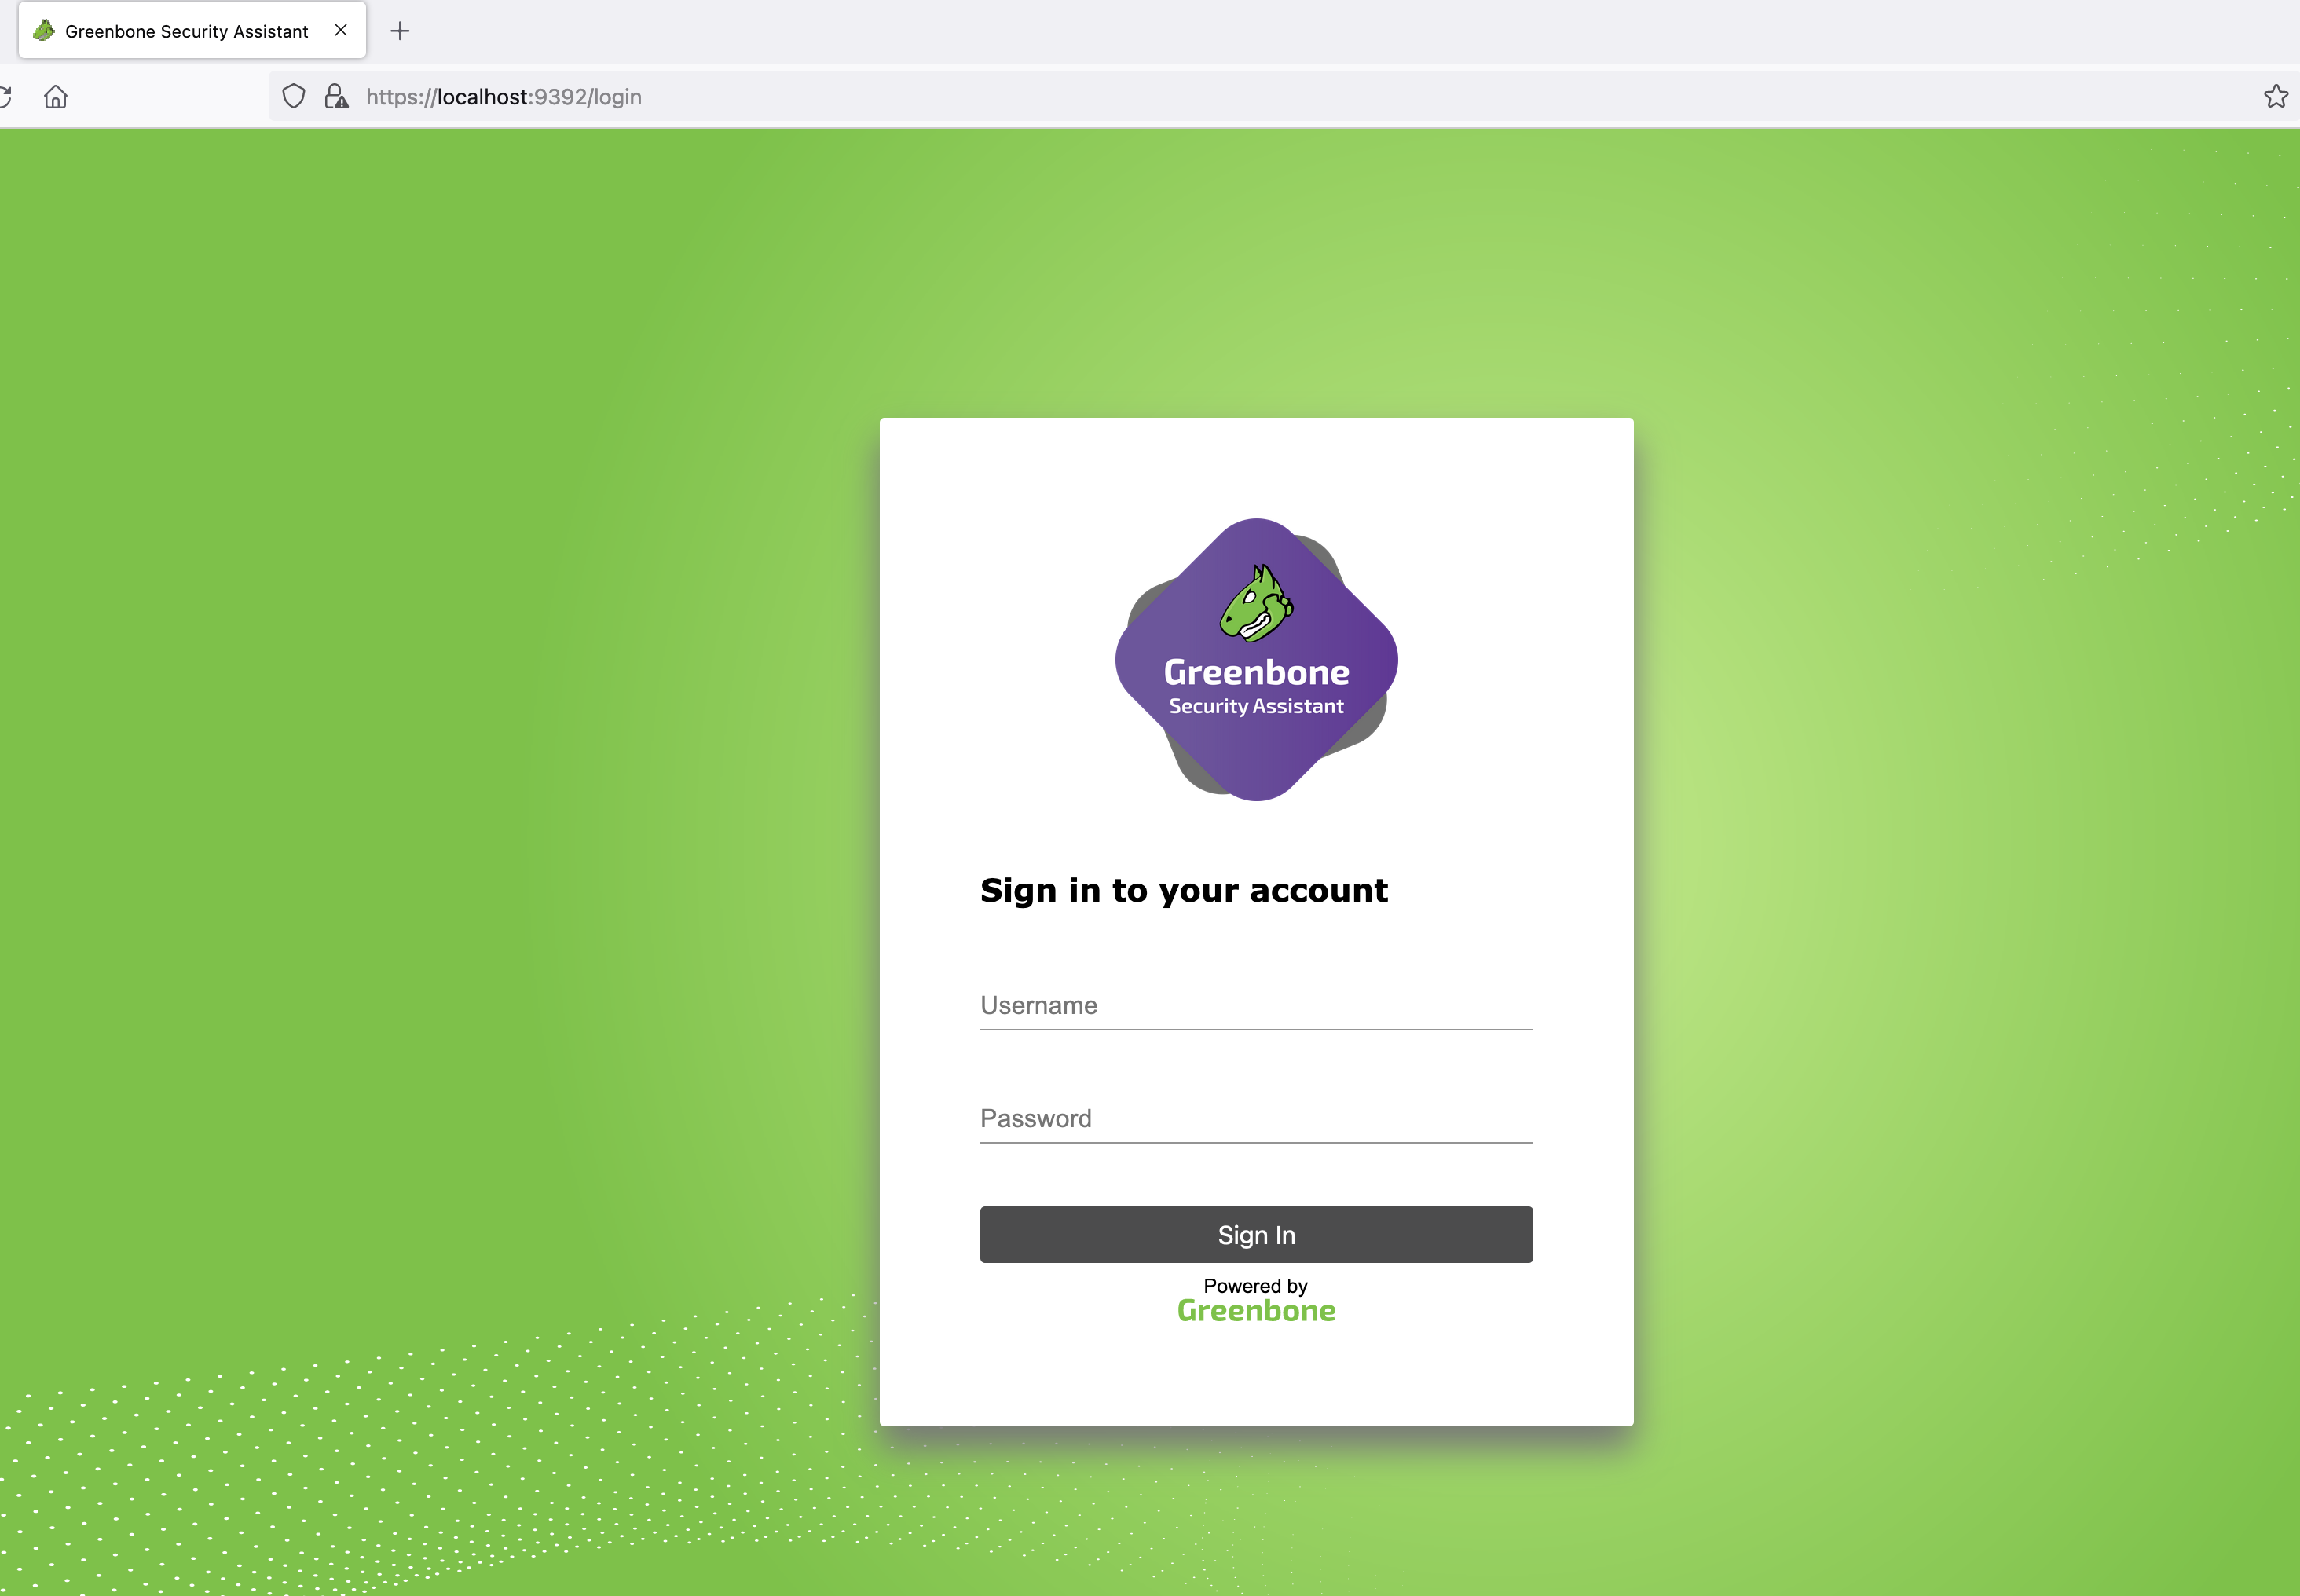 Greenbone Security Assistant
https://localhost:9392/login
Greenbone
Security Assistant
Sign in to your account
Username
Password
Sign In
Powered by
Greenbone